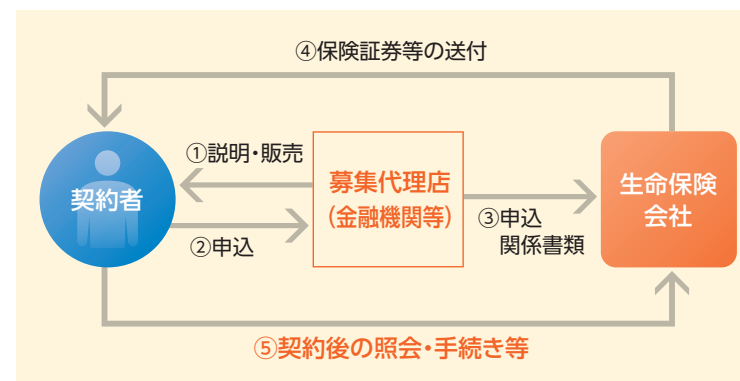 ④保険証券等の送付
①説明・販売
契約者
募集代理店
(金融機関等)
生命保険
会社
②申込
③申込
関係書類
⑤契約後の照会・手続き等